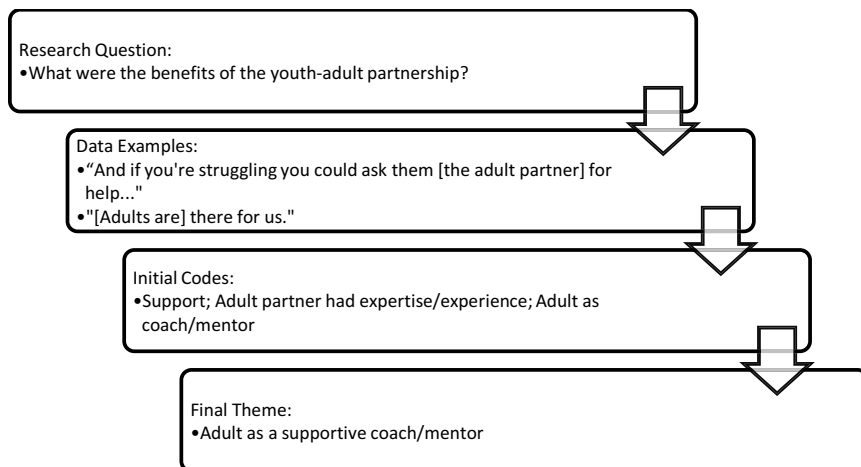 Research Question:
•What were the benefits of the youth-adult partnership?
Data Examples:
•“And if you're struggling you could ask them [the adult partner] for
help..."
•"[Adults are] there for us."
Initial Codes:
•Support; Adult partner had expertise/experience; Adult as
coach/mentor
Final Theme:
•Adult as a supportive coach/mentor